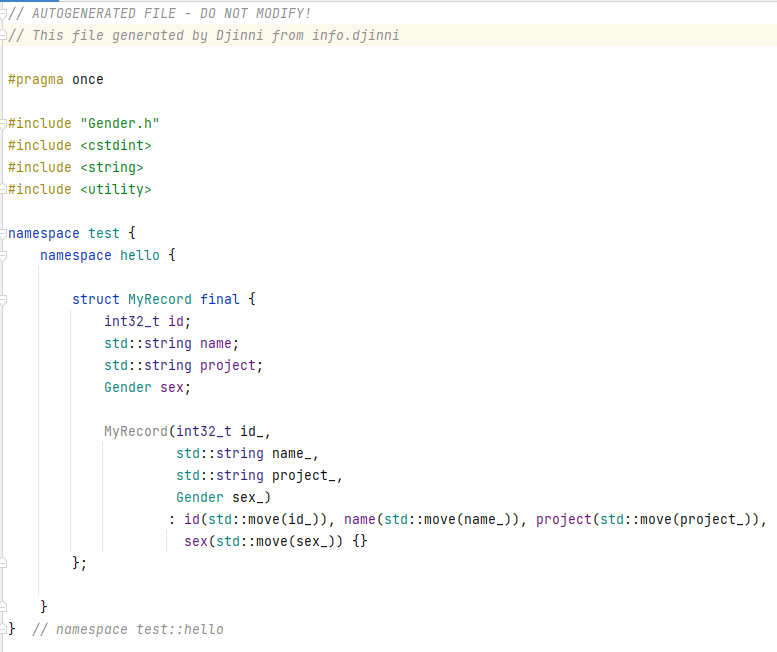 // AUTOGENERATED FILE - DO NOT MODIFY!
// This file generated by Djinni from info.djinni

#pragma once

#include "Gender.h"
#include <cstdint>
#include <string>
#include <utility>

namespace test {
    namespace hello {

        struct MyRecord final {
            int32_t id;
            std::string name;
            std::string project;
            Gender sex;

            MyRecord(int32_t id_,
                     std::string name_,
                     std::string project_,
                     Gender sex_)
                    : id(std::move(id_)), name(std::move(name_)), project(std::move(project_)),
                      sex(std::move(sex_)) {}
        };

    }
}  // namespace test::hello